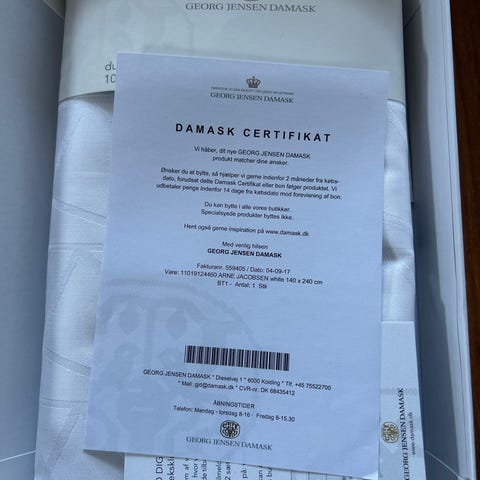 GEORG JENSEN DAMASK
du
10
GEORG JENSEN DAMASK
DAMASK CERTIFIKAT
Vi håber, dit nye GEORG JENSEN DAMASK
produkt matcher dine ønsker.
Ønsker du at bytte, så hjælper vi gerne indenfor 2 måneder fra købs-
dato, forudsat dette Damask Certifikat eller bon følger produktet. Vi
udbetaler penge indenfor 14 dage fra købsdato mod forevisning af bon.
Du kan bytte i alle vores butikker.
Specialsyede produkter byttes ikke.
Hent også gerne inspiration på www.damask.dk
Med venlig hilsen
GEORG JENSEN DAMASK
Fakturanr. 559405 / Dato: 04-09-17
Vare: 11019124460 ARNE JACOBSEN white 140 x 240 cm
BT1 - Antal: 1 Stk
GEORG JENSEN DAMASK * Dieselvej 1 * 6000 Kolding * Tlf. +45 75522700
* Mail: gjd@damask.dk * CVR-nr. DK 68435412
ÅBNINGSTIDER
Telefon: Mandag - torsdag 8-16 · Fredag 8-15.30
GEORG JENSEN DAMASK
GEORG JENSEN DAMASK
www.damask.dk